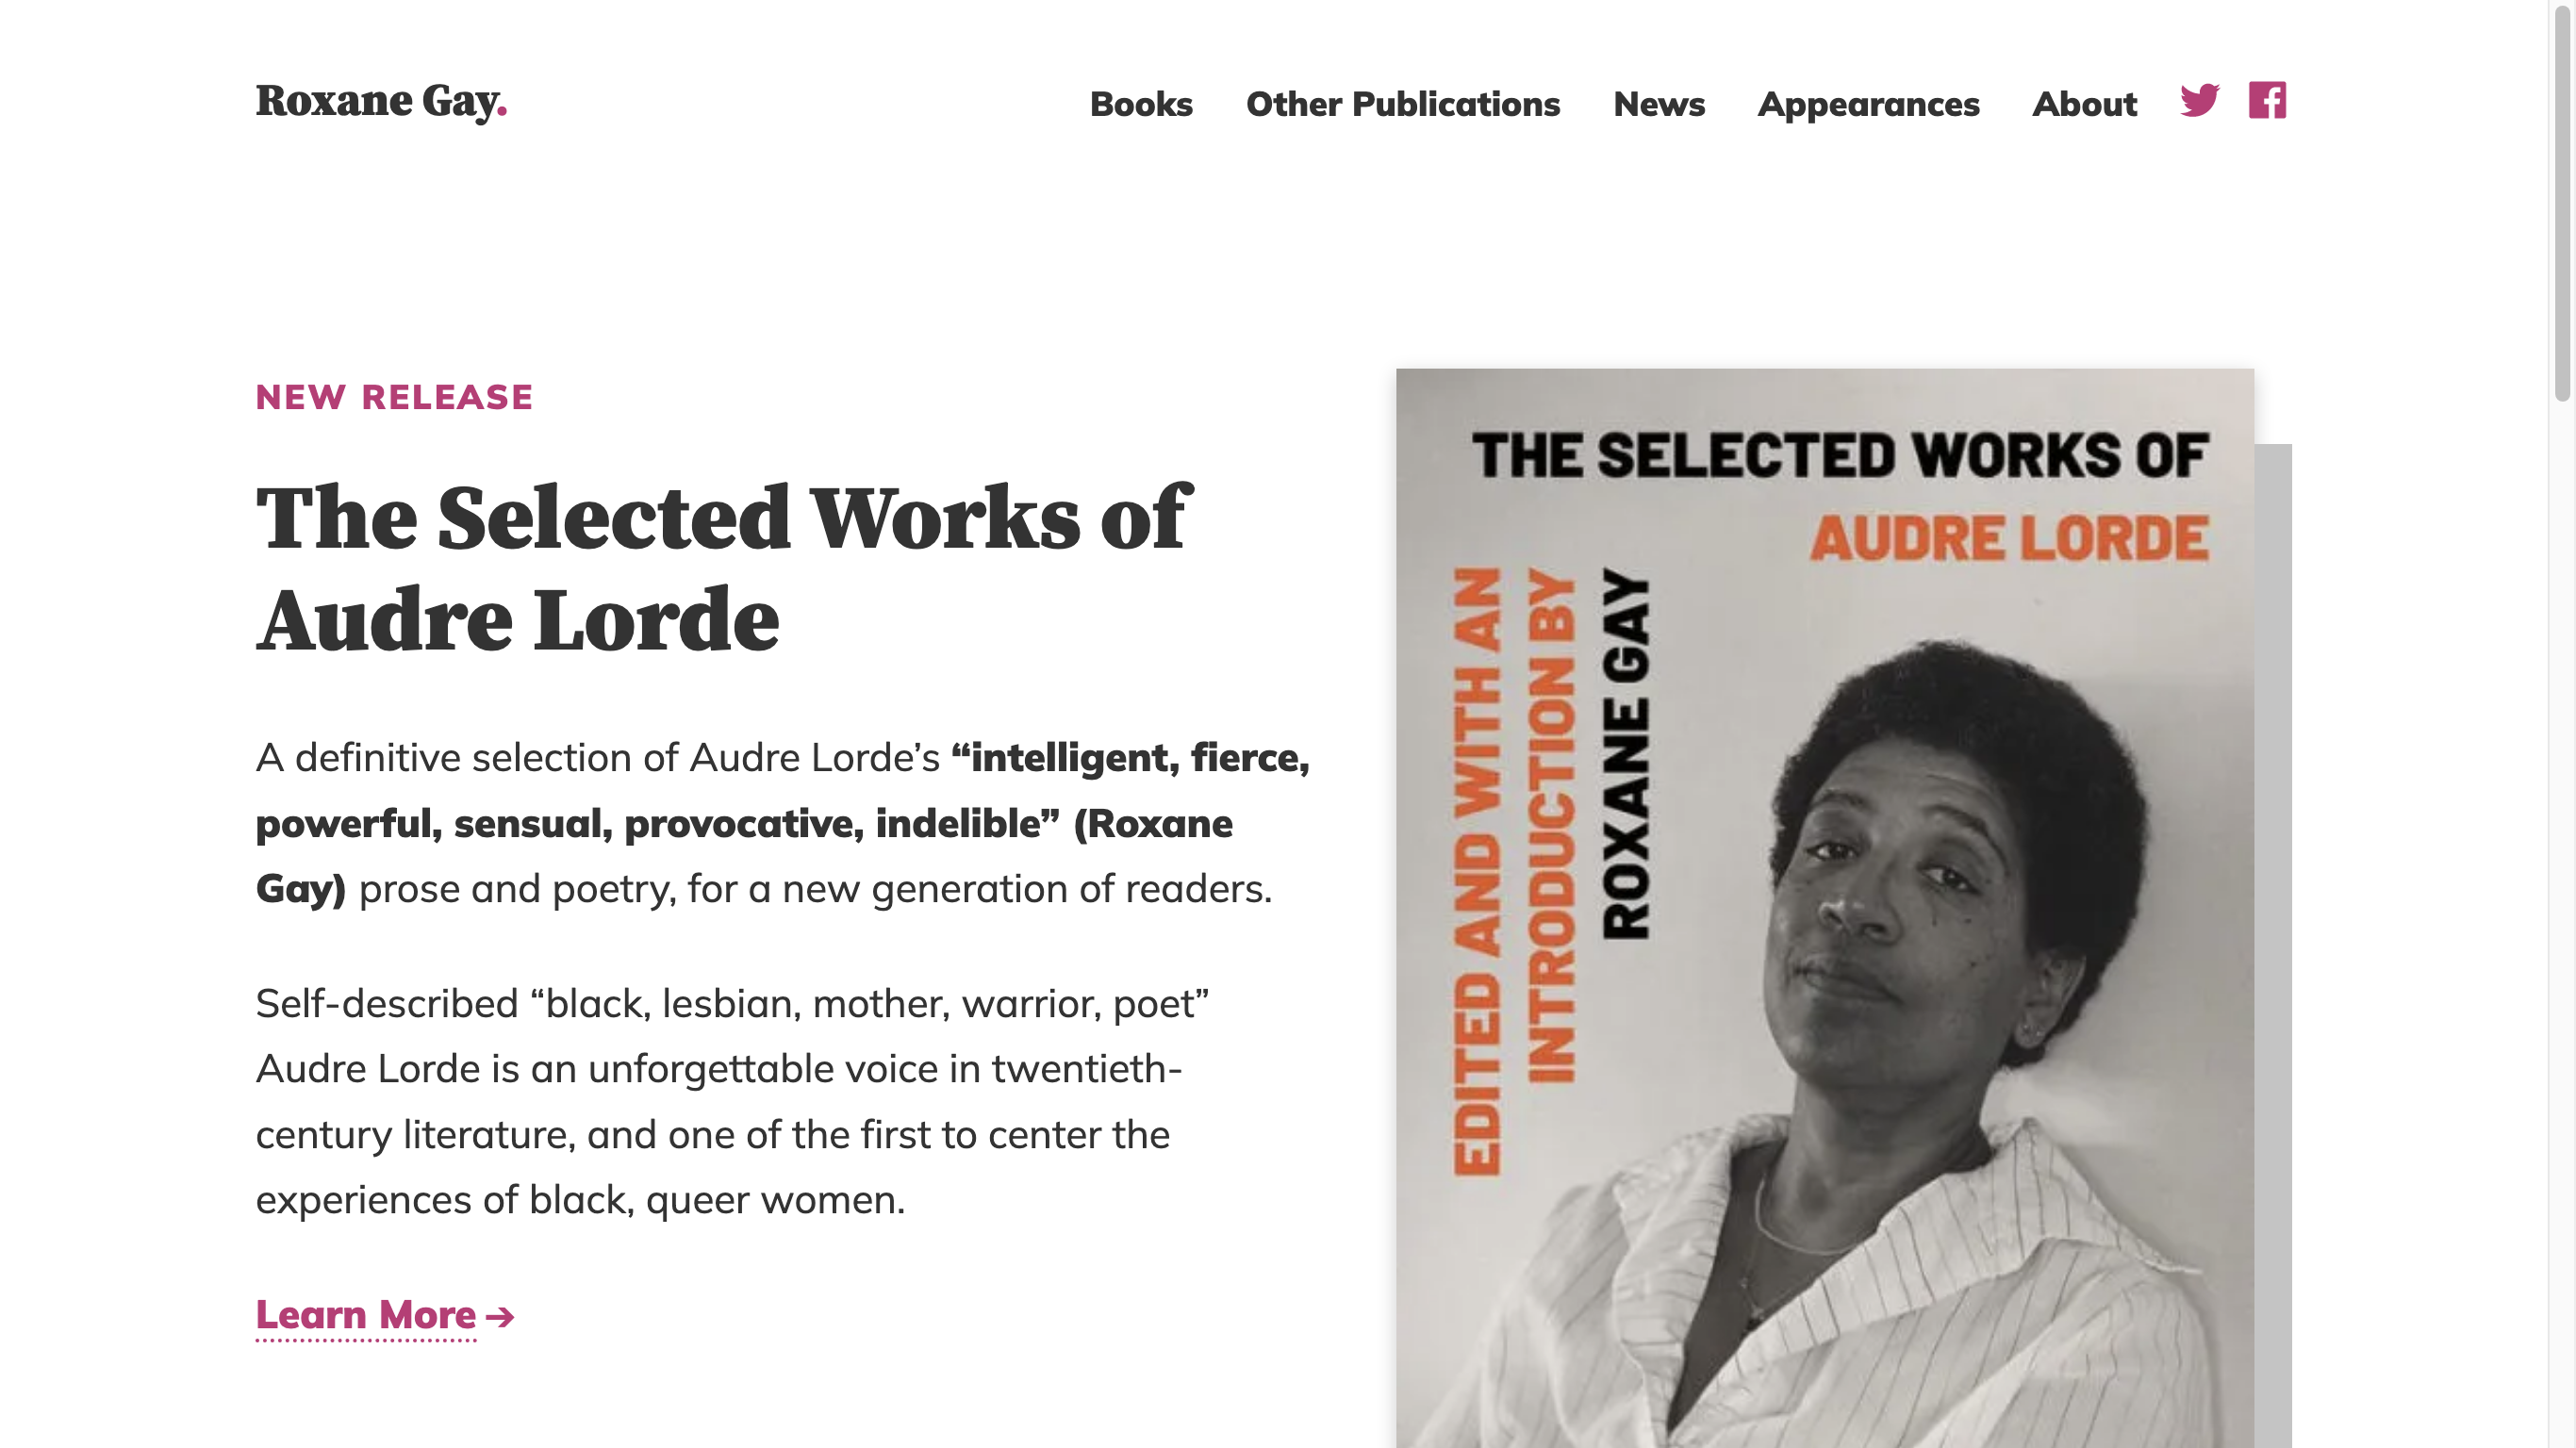 Roxane Gay.
Books Other Publications News Appearances About
NEW RELEASE
The Selected Works of
Audre Lorde
A definitive selection of Audre Lorde’s “intelligent, fierce,
powerful, sensual, provocative, indelible” (Roxane
Gay) prose and poetry, for a new generation of readers.
Self-described “black, lesbian, mother, warrior, poet”
Audre Lorde is an unforgettable voice in twentieth-
century literature, and one of the first to center the
experiences of black, queer women.
Learn More →
THE SELECTED WORKS OF
AUDRE LORDE
EDITED AND WITH AN
INTRODUCTION BY
ROXANE GAY